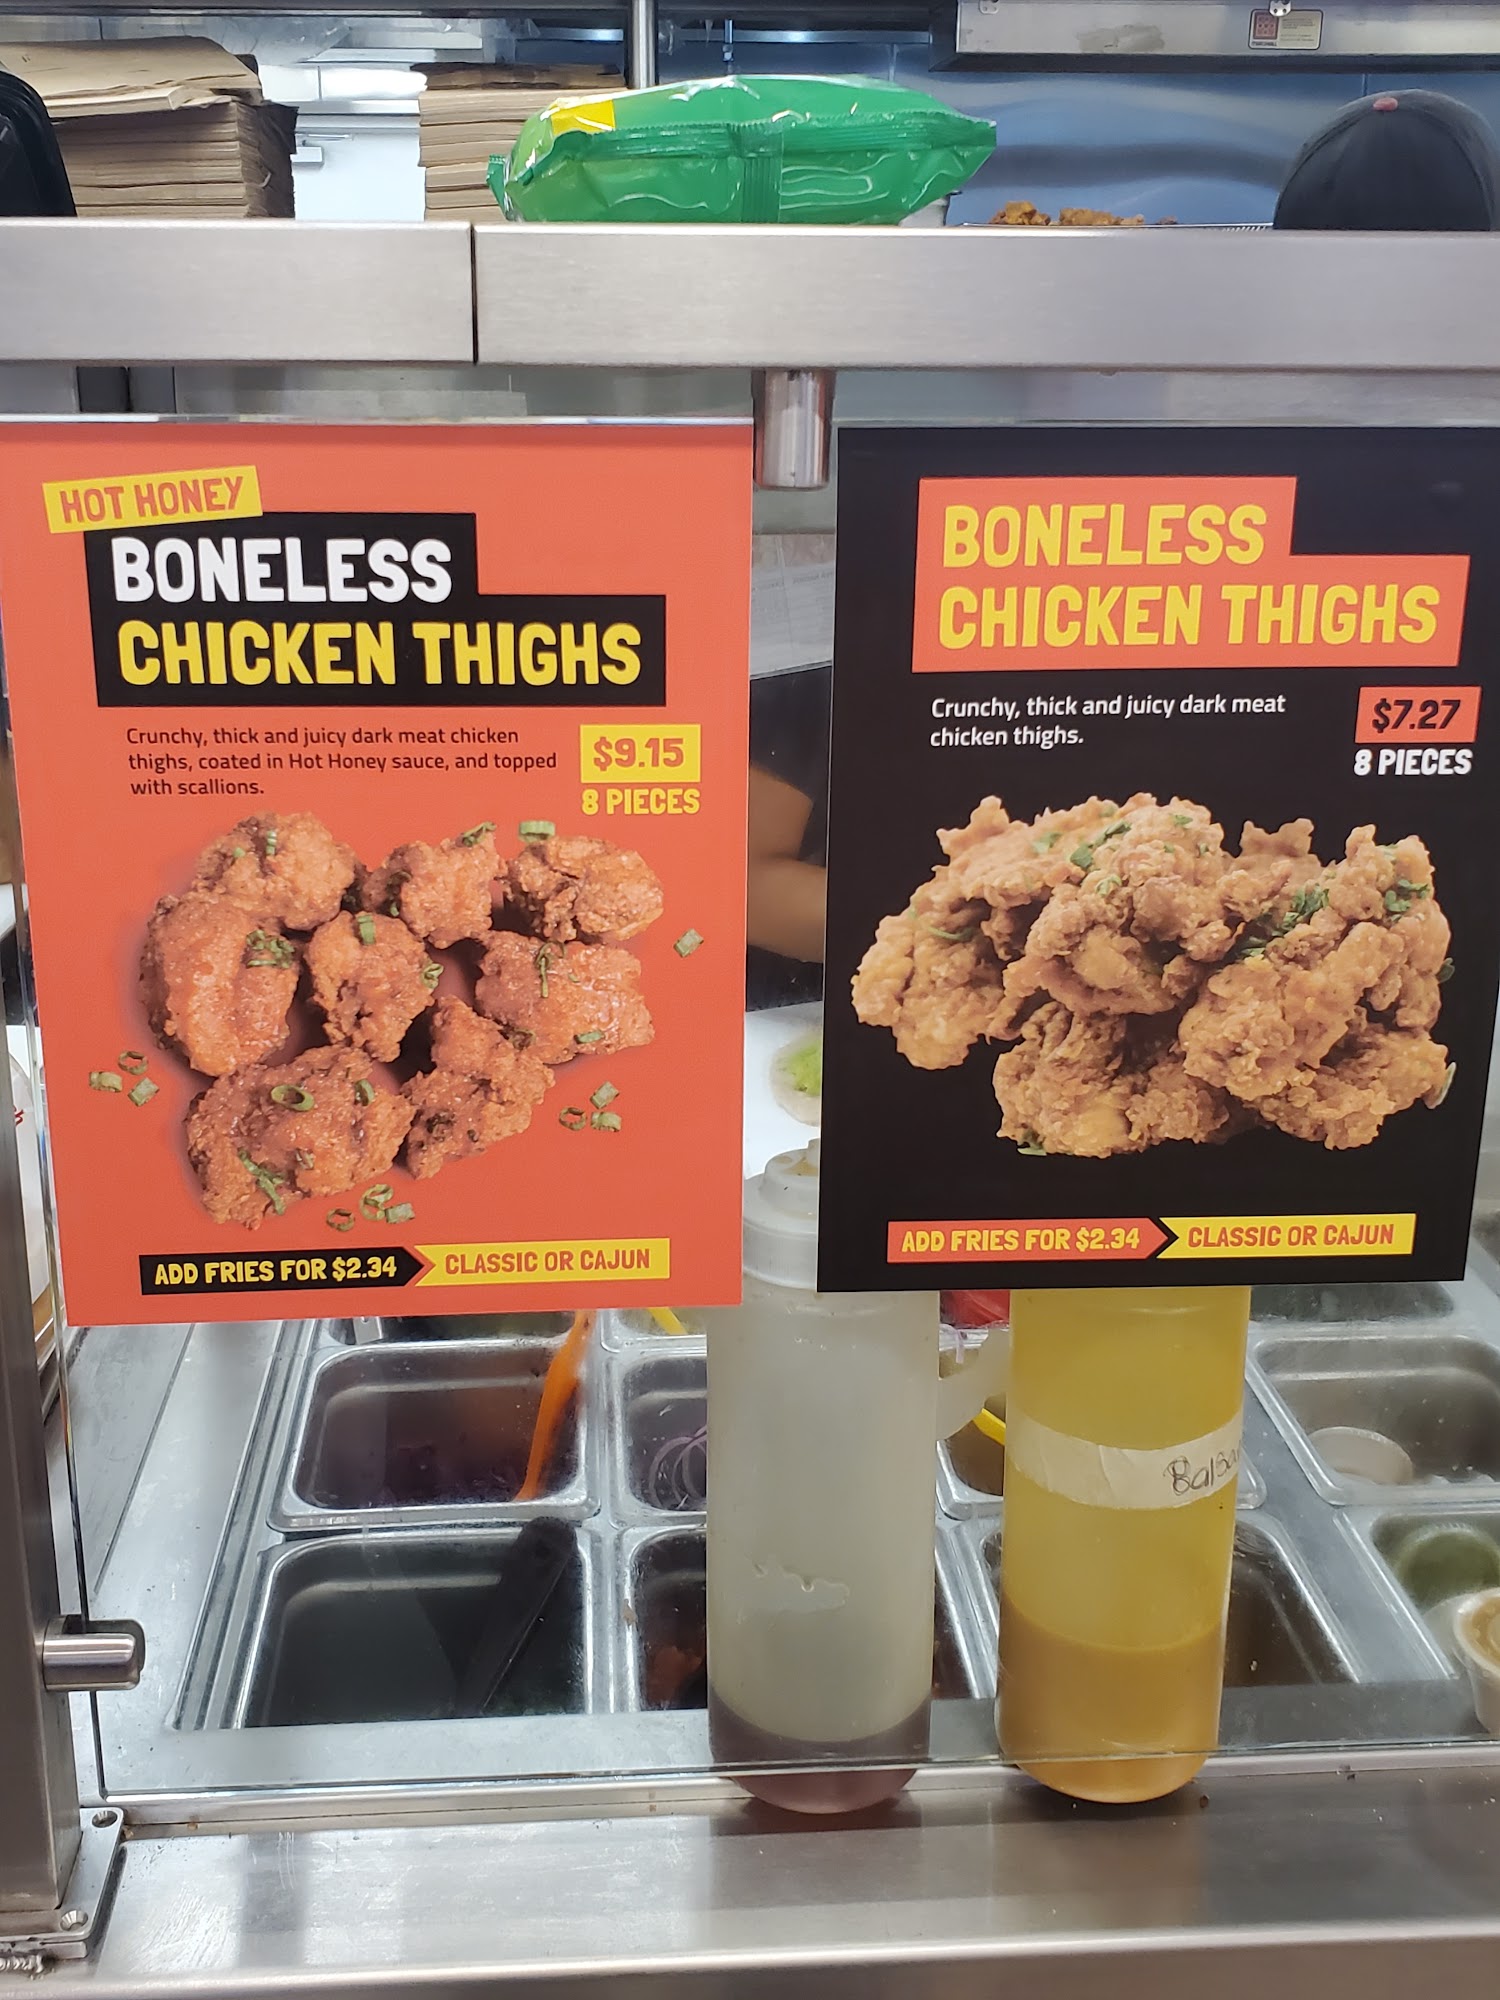 HOT HONEY
BONELESS
CHICKEN THIGHS
Crunchy, thick and juicy dark meat chicken
thighs, coated in Hot Honey sauce, and topped
with scallions.
$9.15
8 PIECES
ADD FRIES FOR $2.34
CLASSIC OR CAJUN
BONELESS
CHICKEN THIGHS
Crunchy, thick and juicy dark meat
chicken thighs.
$7.27
8 PIECES
ADD FRIES FOR $2.34
CLASSIC OR CAJUN